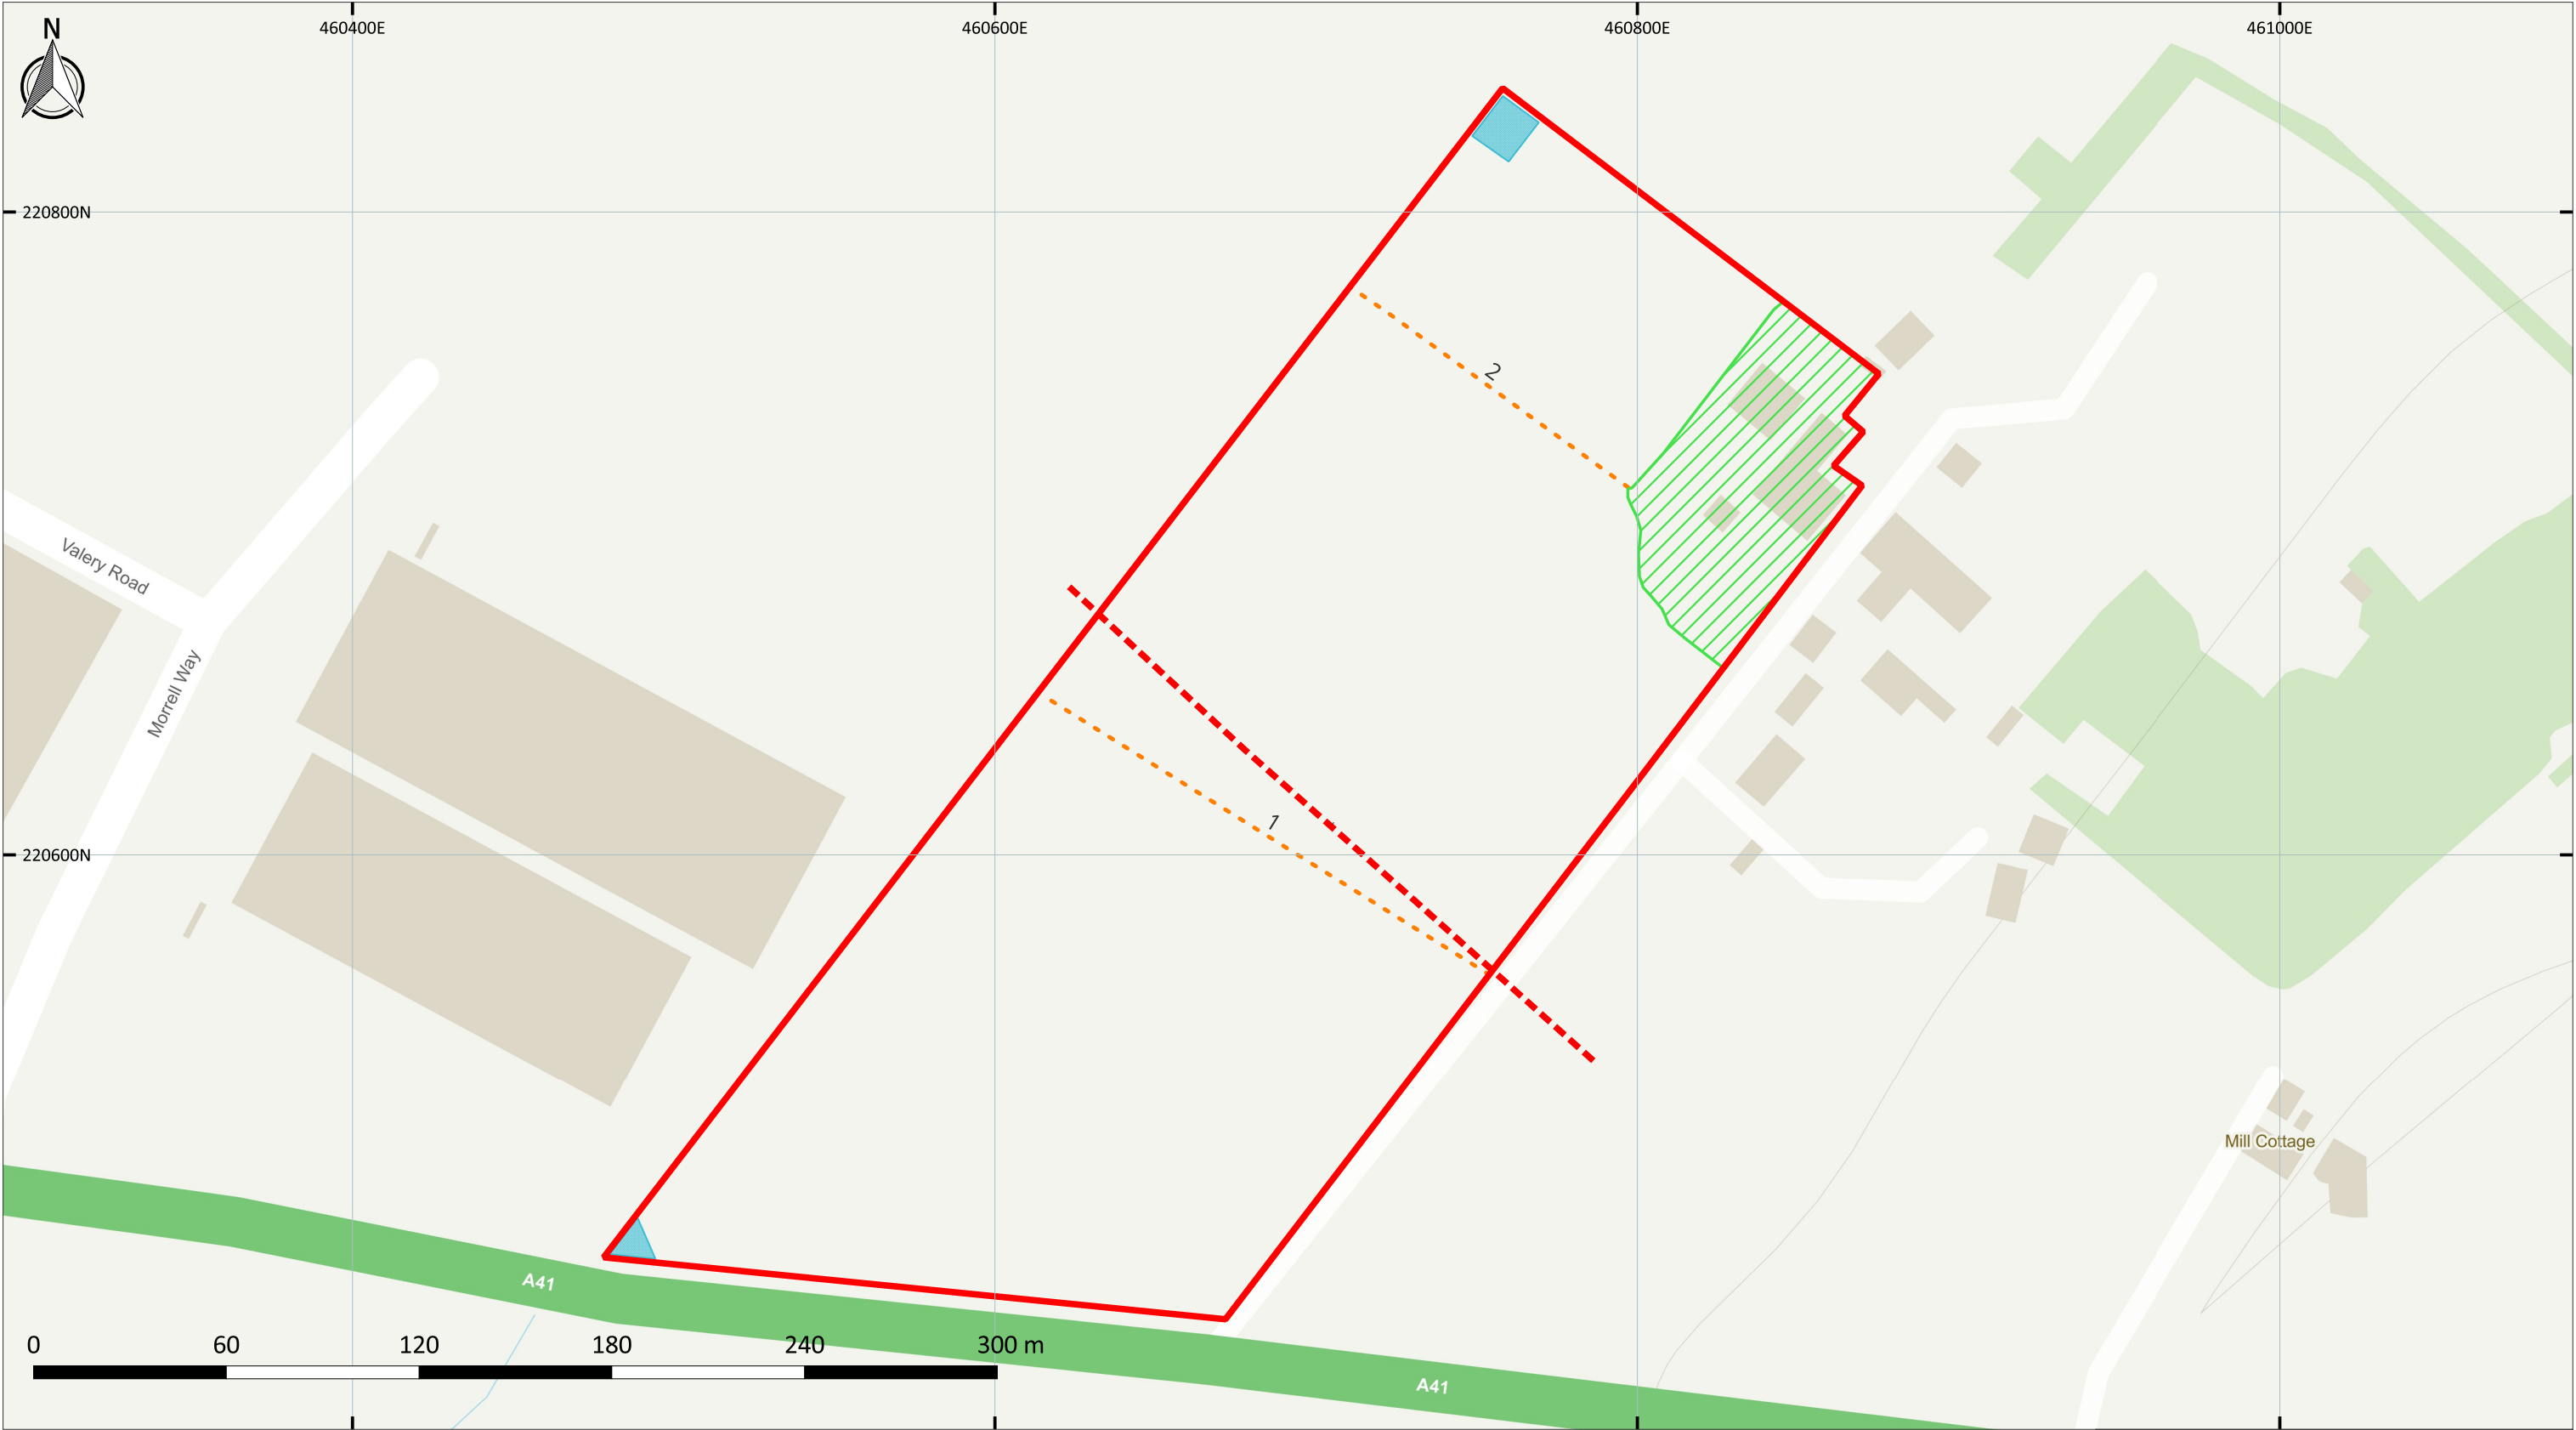 N
460400E
460600E
460800E
461000E
220800N
2
Valery Road
Morrell Way
1
220600N
Mill Cottage
A41
0 60 120 180 240 300 m
A41